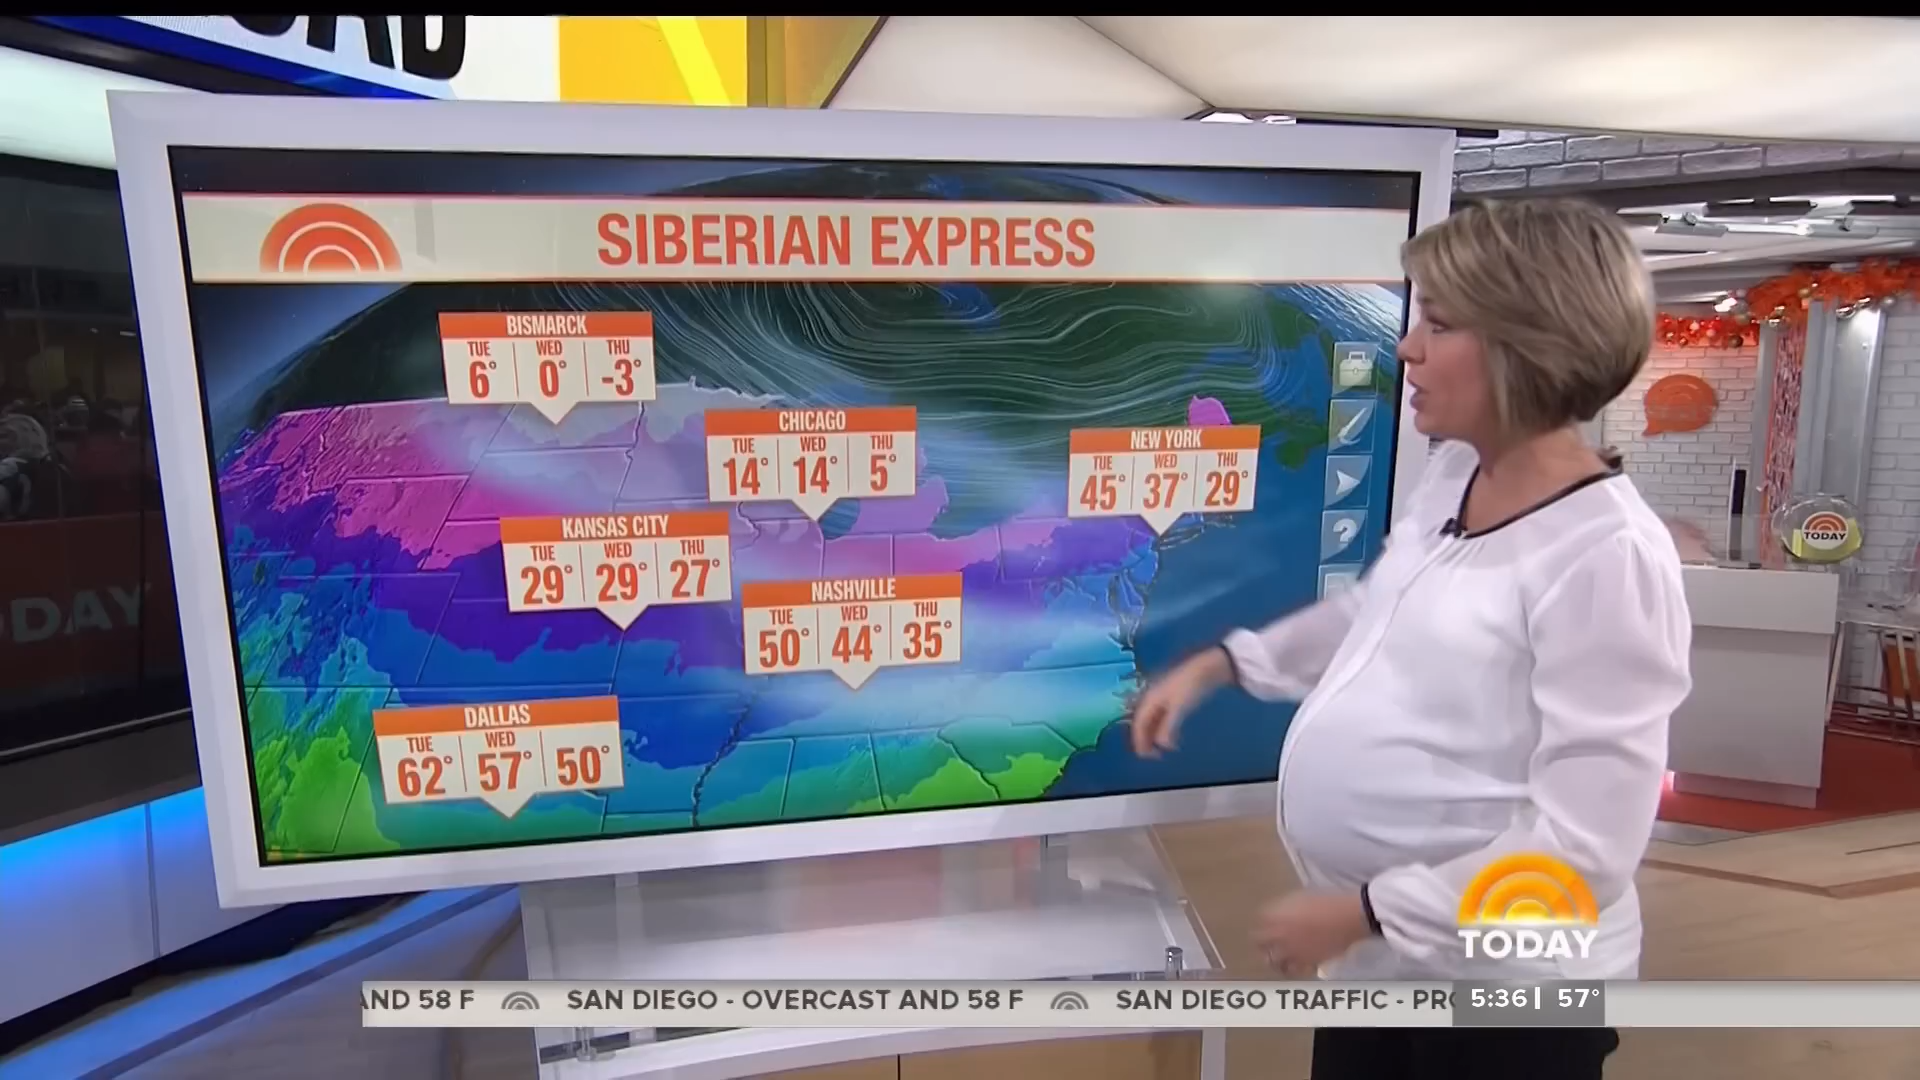 SIBERIAN EXPRESS
BISMARCK
TUE WED THU
6° 0° -3°
CHICAGO
TUE WED THU
14° 14° 5°
NEW YORK
TUE WED THU
45° 37° 29°
KANSAS CITY
TUE WED THU
29° 29° 27°
NASHVILLE
TUE WED THU
50° 44° 35°
DALLAS
TUE WED
62° 57° 50°
?
ODAY
TODAY
TODAY
AND 58 F SAN DIEGO - OVERCAST AND 58 F SAN DIEGO TRAFFIC - PRO
5:36 | 57°